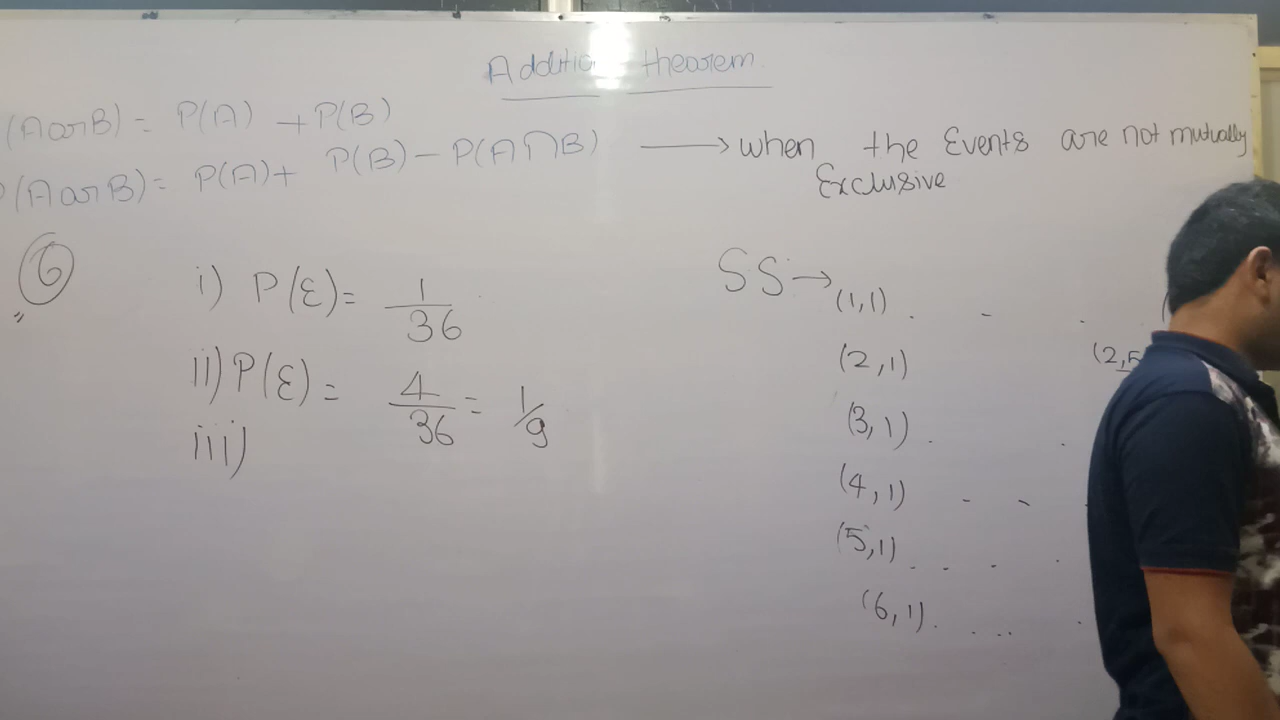 Addition theorem
(A or B) = P(A) + P(B)
P(A or B) = P(A) + P(B) - P(A∩B) → when the Events are not mutually
Exclusive
6
i) P(ε) = 1/36
ii) P(ε) = 4/36 = 1/9
iii)
SS → (1,1) . - .
(2,1) (2,5
(3,1) . .
(4,1) - - .
(5,1) . . . .
(6,1) . ... .